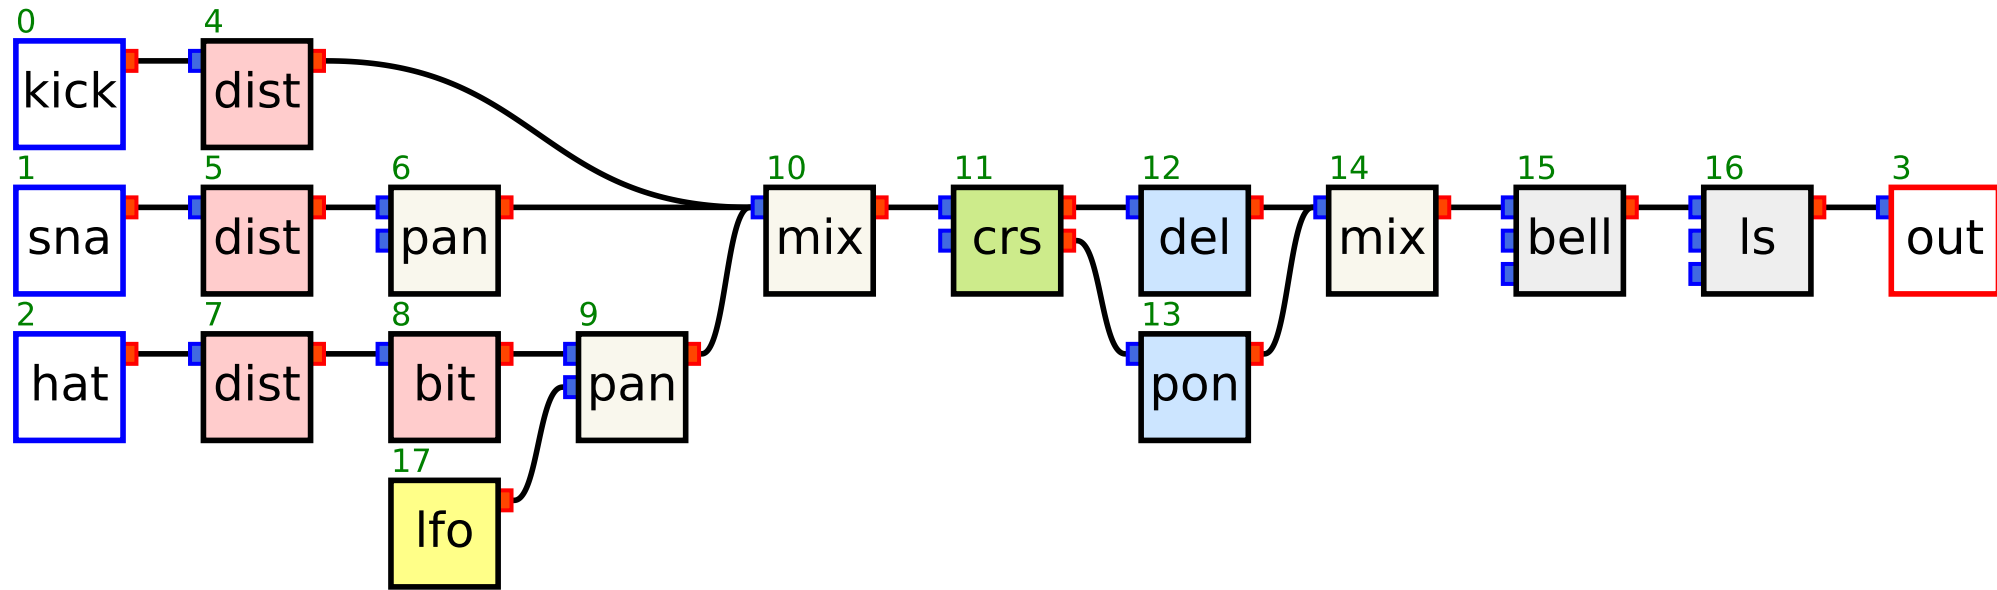 0 4
kick dist
1 5 6 10 11 12 14 15 16 3
sna dist pan mix crs del mix bell ls out
2 7 8 9 13
hat dist bit pan pon
17
lfo